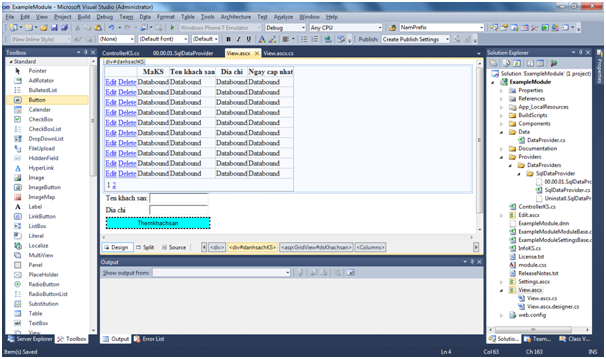 ExampleModule - Microsoft Visual Studio (Administrator)
File Edit View Project Build Debug Team Data Format Table Tools Architecture Test Analyze Window Help
Debug Any CPU NamPrefix
(New Inline Style) (None) (Default Font) (Default B I U A Publish: Create Publish Settings
Toolbox
Standard
Pointer
AdRotator
BulletedList
Button
Calendar
CheckBox
CheckBoxList
DropDownList
FileUpload
HiddenField
HyperLink
Image
ImageButton
ImageMap
Label
LinkButton
ListBox
Literal
Localize
MultiView
Panel
PlaceHolder
RadioButton
RadioButtonList
Substitution
Table
TextBox
View
Server Explorer Toolbox
ControllerKS.cs 00.00.01.SqlDataProvider View.ascx View.ascx.cs
div#danhsachKS
MaKS Ten khach san Dia chi Ngay cap nhat
Edit Delete Databound Databound Databound Databound
Edit Delete Databound Databound Databound Databound
Edit Delete Databound Databound Databound Databound
Edit Delete Databound Databound Databound Databound
Edit Delete Databound Databound Databound Databound
Edit Delete Databound Databound Databound Databound
Edit Delete Databound Databound Databound Databound
Edit Delete Databound Databound Databound Databound
Edit Delete Databound Databound Databound Databound
Edit Delete Databound Databound Databound Databound
1 2
Ten khach san:
Dia chi
Themkhachsan
Design Split Source <div> <div#danhsachKS> <asp:GridView#dsKhachsan> <Columns>
Output
Show output from:
Output Error List
Solution Explorer
Solution 'ExampleModule' (1 project)
ExampleModule
Properties
References
App_LocalResources
BuildScripts
Components
Data
DataProvider.cs
Documentation
Providers
DataProviders
SqlDataProvider
00.00.01.SqlDataPro
SqlDataProvider.cs
Uninstall.SqlDataPro
ControllerKS.cs
Edit.ascx
ExampleModule.dnn
ExampleModuleModuleBase.
ExampleModuleSettingsBase.
InfoKS.cs
License.txt
module.css
ReleaseNotes.txt
Settings.ascx
View.ascx
View.ascx.cs
View.ascx.designer.cs
web.config
Solutio... Team... Class V...
Properties
Item(s) Saved Ln 4 Col 63 Ch 163 INS